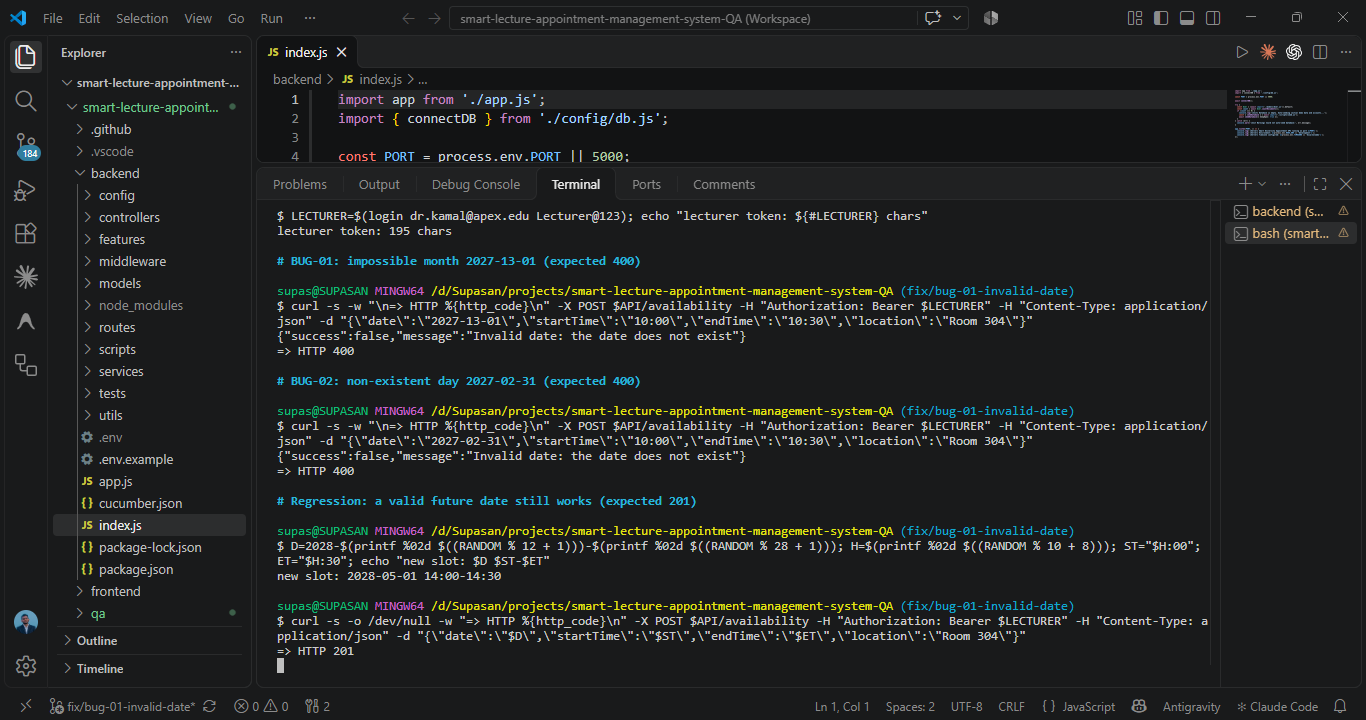 File Edit Selection View Go Run ···
smart-lecture-appointment-management-system-QA (Workspace)
Explorer ···
smart-lecture-appointment-...
smart-lecture-appoint...
.github
.vscode
backend
config
controllers
features
middleware
models
node_modules
routes
scripts
services
tests
utils
.env
.env.example
JS app.js
{} cucumber.json
JS index.js
{} package-lock.json
{} package.json
frontend
qa
Outline
Timeline
184
JS index.js
backend > JS index.js > ...
1 import app from './app.js';
2 import { connectDB } from './config/db.js';
3
4 const PORT = process.env.PORT || 5000;
Problems Output Debug Console Terminal Ports Comments
$ LECTURER=$(login dr.kamal@apex.edu Lecturer@123); echo "lecturer token: ${#LECTURER} chars"
lecturer token: 195 chars
# BUG-01: impossible month 2027-13-01 (expected 400)
supas@SUPASAN MINGW64 /d/Supasan/projects/smart-lecture-appointment-management-system-QA (fix/bug-01-invalid-date)
$ curl -s -w "\n=> HTTP %{http_code}\n" -X POST $API/availability -H "Authorization: Bearer $LECTURER" -H "Content-Type: application/
json" -d "{\"date\":\"2027-13-01\",\"startTime\":\"10:00\",\"endTime\":\"10:30\",\"location\":\"Room 304\"}"
{"success":false,"message":"Invalid date: the date does not exist"}
=> HTTP 400
# BUG-02: non-existent day 2027-02-31 (expected 400)
supas@SUPASAN MINGW64 /d/Supasan/projects/smart-lecture-appointment-management-system-QA (fix/bug-01-invalid-date)
$ curl -s -w "\n=> HTTP %{http_code}\n" -X POST $API/availability -H "Authorization: Bearer $LECTURER" -H "Content-Type: application/
json" -d "{\"date\":\"2027-02-31\",\"startTime\":\"10:00\",\"endTime\":\"10:30\",\"location\":\"Room 304\"}"
{"success":false,"message":"Invalid date: the date does not exist"}
=> HTTP 400
# Regression: a valid future date still works (expected 201)
supas@SUPASAN MINGW64 /d/Supasan/projects/smart-lecture-appointment-management-system-QA (fix/bug-01-invalid-date)
$ D=2028-$(printf %02d $((RANDOM % 12 + 1)))-$(printf %02d $((RANDOM % 28 + 1))); H=$(printf %02d $((RANDOM % 10 + 8))); ST="$H:00";
ET="$H:30"; echo "new slot: $D $ST-$ET"
new slot: 2028-05-01 14:00-14:30
supas@SUPASAN MINGW64 /d/Supasan/projects/smart-lecture-appointment-management-system-QA (fix/bug-01-invalid-date)
$ curl -s -o /dev/null -w "=> HTTP %{http_code}\n" -X POST $API/availability -H "Authorization: Bearer $LECTURER" -H "Content-Type: a
pplication/json" -d "{\"date\":\"$D\",\"startTime\":\"$ST\",\"endTime\":\"$ET\",\"location\":\"Room 304\"}"
=> HTTP 201
backend (s...
bash (smart...
fix/bug-01-invalid-date* 0 0 2
Ln 1, Col 1 Spaces: 2 UTF-8 CRLF {} JavaScript Antigravity Claude Code